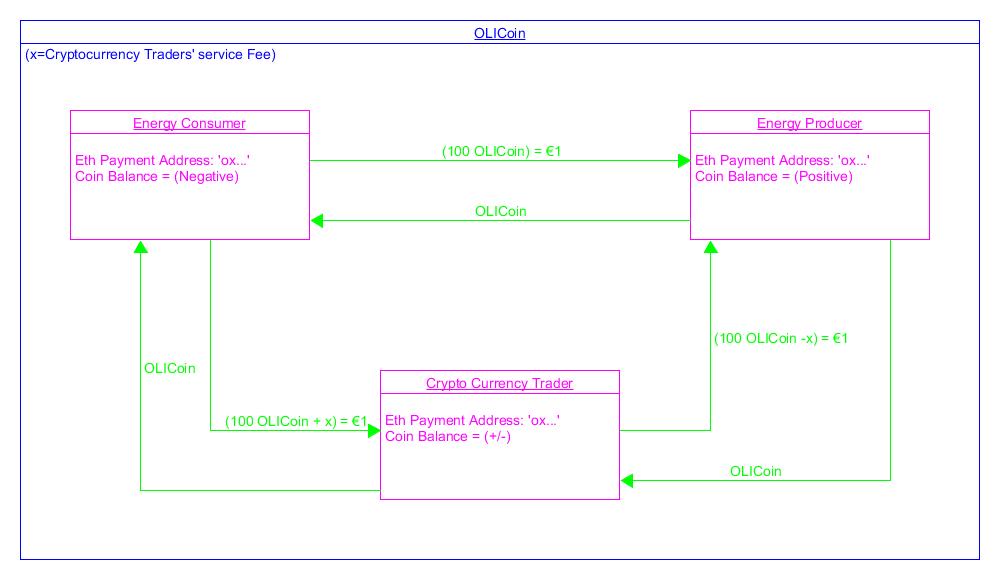 OLICoin
(x=Cryptocurrency Traders' service Fee)
Energy Consumer
Eth Payment Address: 'ox...'
Coin Balance = (Negative)
(100 OLICoin) = €1
OLICoin
Energy Producer
Eth Payment Address: 'ox...'
Coin Balance = (Positive)
OLICoin
(100 OLICoin + x) = €1
(100 OLICoin -x) = €1
Crypto Currency Trader
Eth Payment Address: 'ox...'
Coin Balance = (+/-)
OLICoin